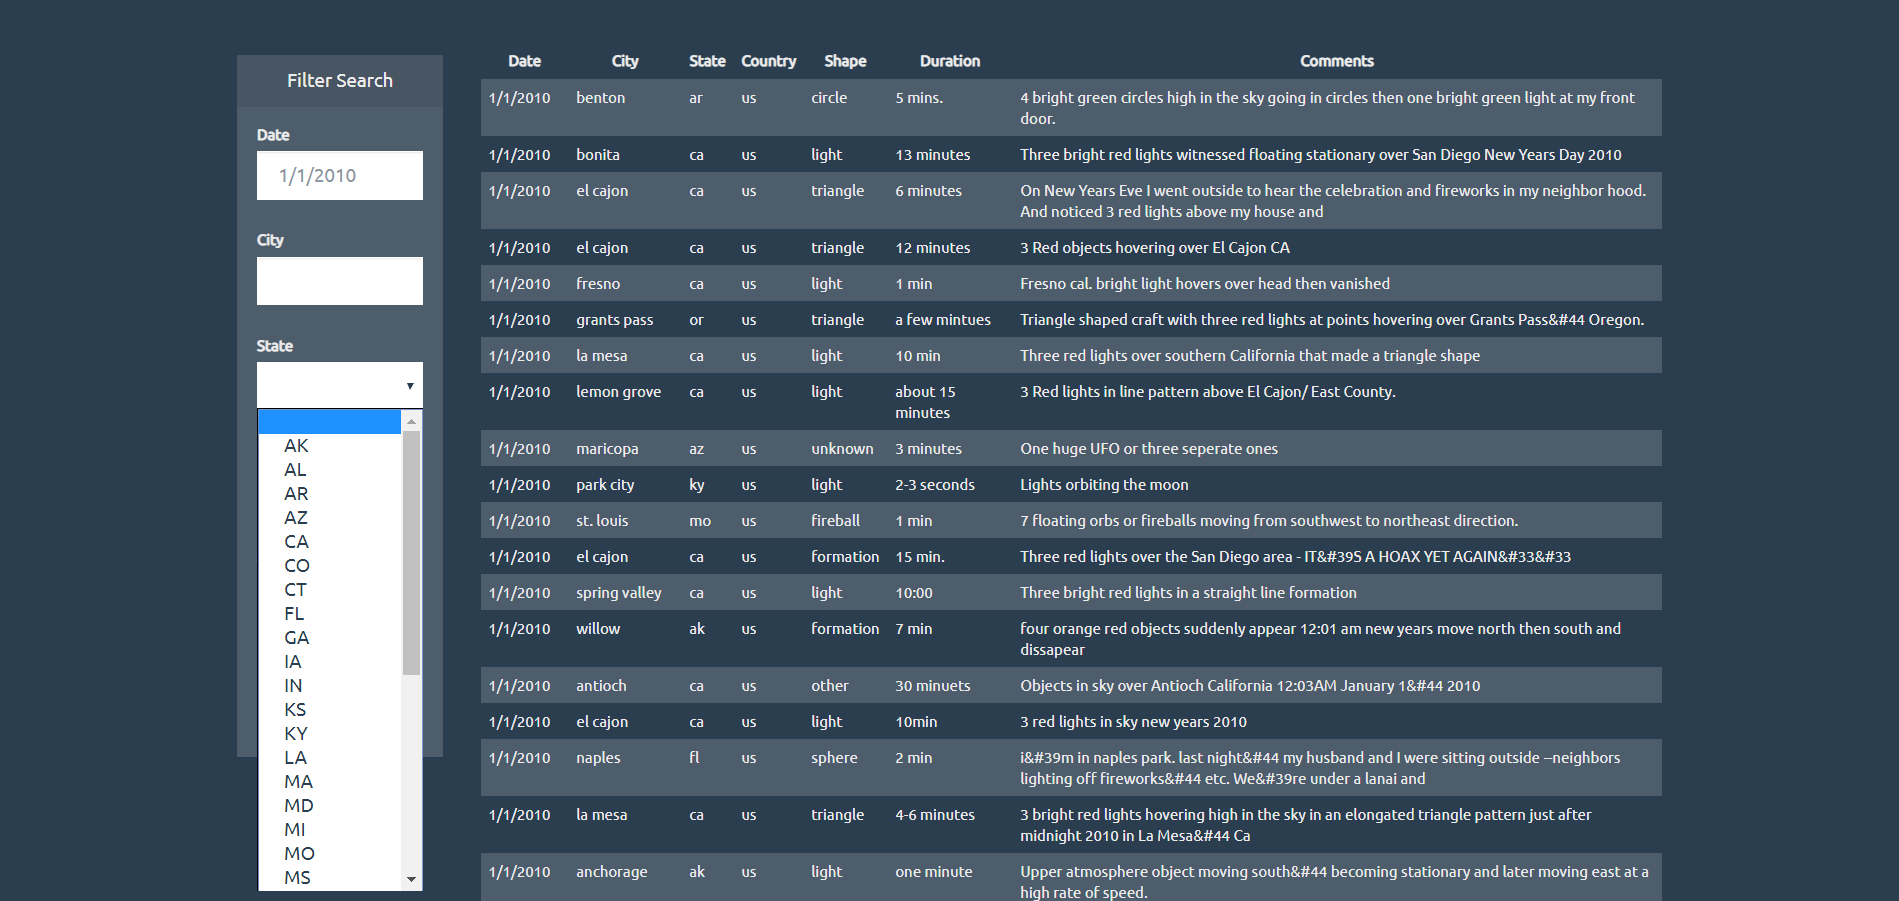 Filter Search
Date
1/1/2010
City
State
AK
AL
AR
AZ
CA
CO
CT
FL
GA
IA
IN
KS
KY
LA
MA
MD
MI
MO
MS
Date City State Country Shape Duration Comments
1/1/2010 benton ar us circle 5 mins. 4 bright green circles high in the sky going in circles then one bright green light at my front
door.
1/1/2010 bonita ca us light 13 minutes Three bright red lights witnessed floating stationary over San Diego New Years Day 2010
1/1/2010 el cajon ca us triangle 6 minutes On New Years Eve I went outside to hear the celebration and fireworks in my neighbor hood.
And noticed 3 red lights above my house and
1/1/2010 el cajon ca us triangle 12 minutes 3 Red objects hovering over El Cajon CA
1/1/2010 fresno ca us light 1 min Fresno cal. bright light hovers over head then vanished
1/1/2010 grants pass or us triangle a few mintues Triangle shaped craft with three red lights at points hovering over Grants Pass&#44 Oregon.
1/1/2010 la mesa ca us light 10 min Three red lights over southern California that made a triangle shape
1/1/2010 lemon grove ca us light about 15 3 Red lights in line pattern above El Cajon/ East County.
minutes
1/1/2010 maricopa az us unknown 3 minutes One huge UFO or three seperate ones
1/1/2010 park city ky us light 2-3 seconds Lights orbiting the moon
1/1/2010 st. louis mo us fireball 1 min 7 floating orbs or fireballs moving from southwest to northeast direction.
1/1/2010 el cajon ca us formation 15 min. Three red lights over the San Diego area - IT&#39S A HOAX YET AGAIN&#33&#33
1/1/2010 spring valley ca us light 10:00 Three bright red lights in a straight line formation
1/1/2010 willow ak us formation 7 min four orange red objects suddenly appear 12:01 am new years move north then south and
dissapear
1/1/2010 antioch ca us other 30 minuets Objects in sky over Antioch California 12:03AM January 1&#44 2010
1/1/2010 el cajon ca us light 10min 3 red lights in sky new years 2010
1/1/2010 naples fl us sphere 2 min i&#39m in naples park. last night&#44 my husband and I were sitting outside --neighbors
lighting off fireworks&#44 etc. We&#39re under a lanai and
1/1/2010 la mesa ca us triangle 4-6 minutes 3 bright red lights hovering high in the sky in an elongated triangle pattern just after
midnight 2010 in La Mesa&#44 Ca
1/1/2010 anchorage ak us light one minute Upper atmosphere object moving south&#44 becoming stationary and later moving east at a
high rate of speed.